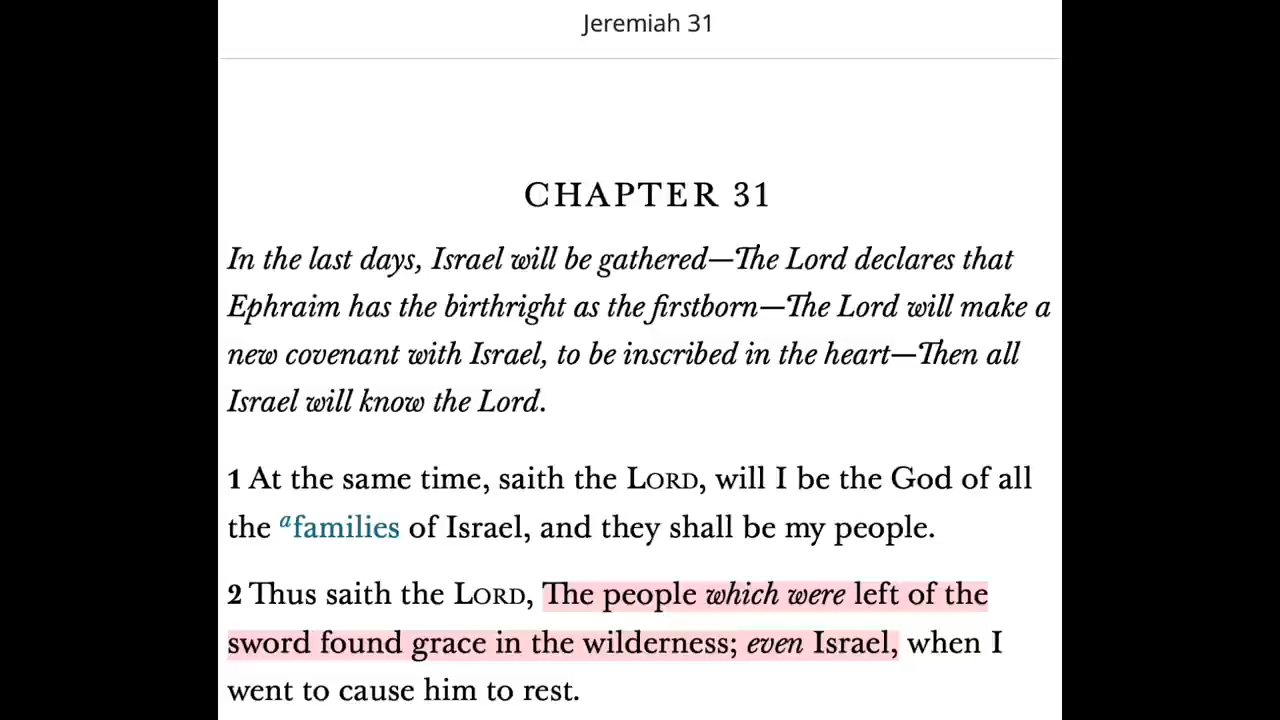 Jeremiah 31
CHAPTER 31
In the last days, Israel will be gathered—The Lord declares that
Ephraim has the birthright as the firstborn—The Lord will make a
new covenant with Israel, to be inscribed in the heart—Then all
Israel will know the Lord.
1 At the same time, saith the LORD, will I be the God of all
the a families of Israel, and they shall be my people.
2 Thus saith the LORD, The people which were left of the
sword found grace in the wilderness; even Israel, when I
went to cause him to rest.